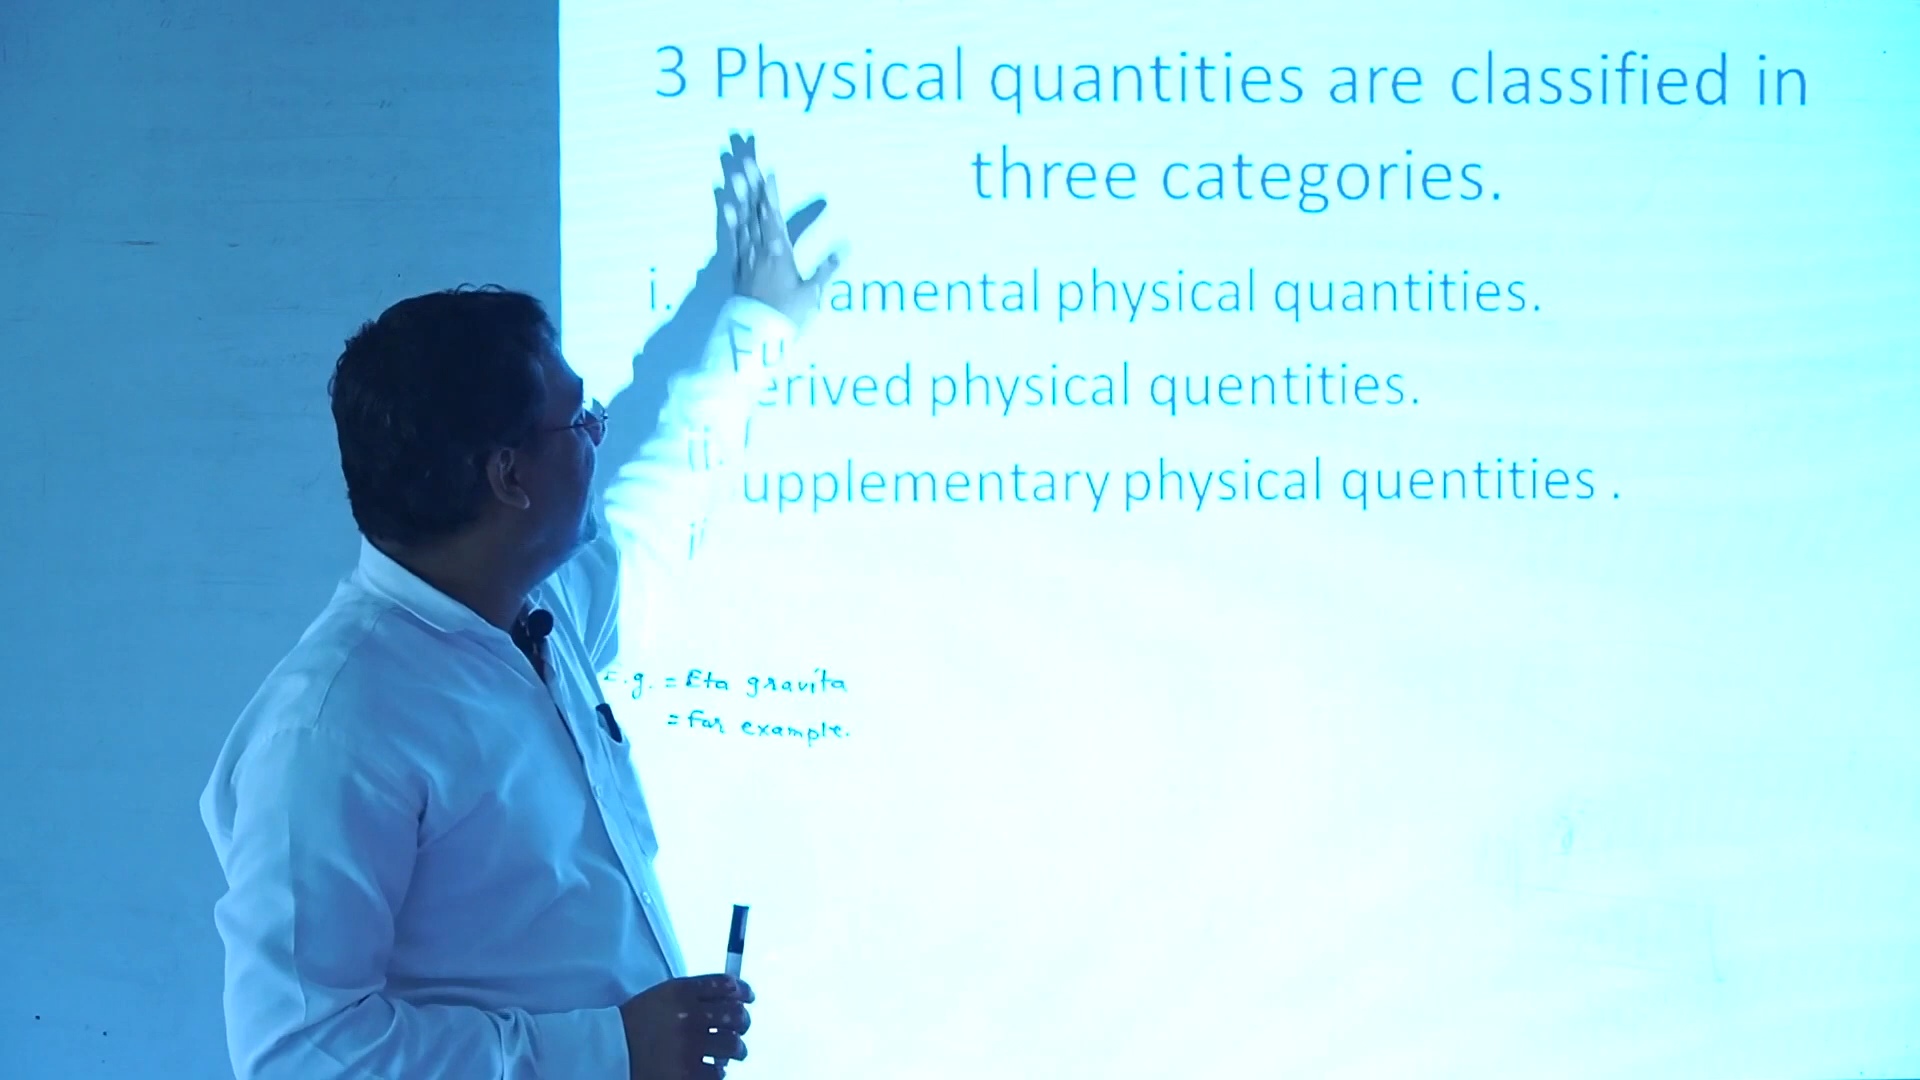 3 Physical quantities are classified in
three categories.
i. Fundamental physical quantities.
erived physical quentities.
upplementary physical quentities .
E.g. = Eta gravita
= for example.